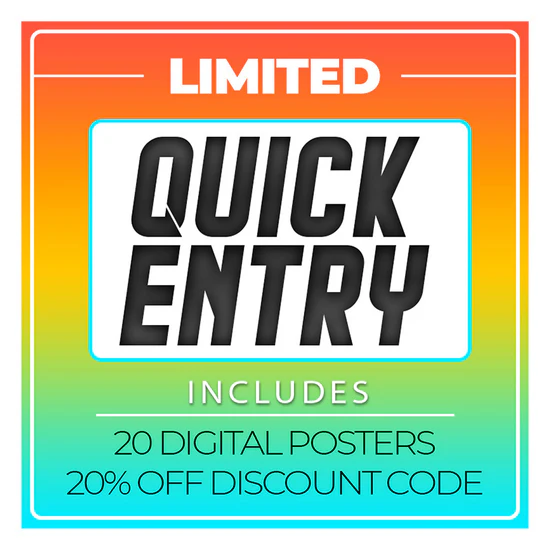 LIMITED
QUICK
ENTRY
INCLUDES
20 DIGITAL POSTERS
20% OFF DISCOUNT CODE